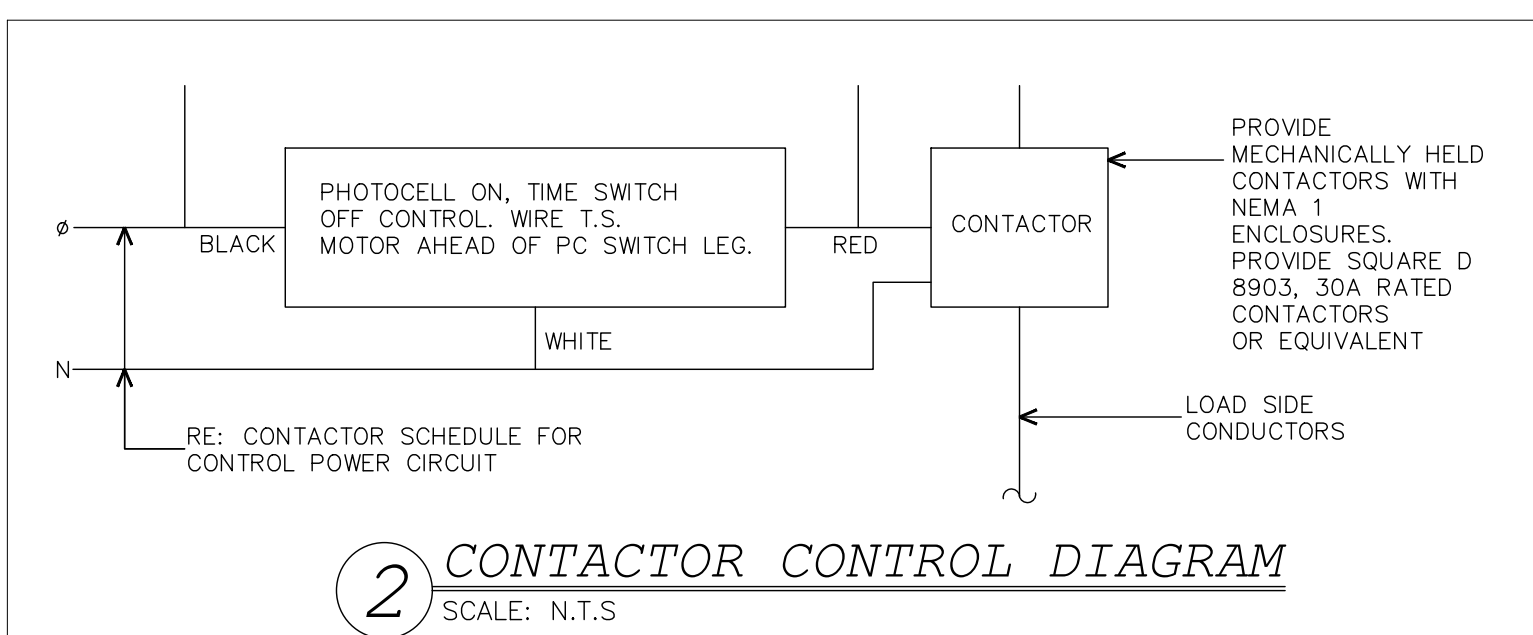 PHOTOCELL ON, TIME SWITCH
OFF CONTROL. WIRE T.S.
MOTOR AHEAD OF PC SWITCH LEG.
ø
BLACK
RED
CONTACTOR
PROVIDE
MECHANICALLY HELD
CONTACTORS WITH
NEMA 1
ENCLOSURES.
PROVIDE SQUARE D
8903, 30A RATED
CONTACTORS
OR EQUIVALENT
WHITE
N
RE: CONTACTOR SCHEDULE FOR
CONTROL POWER CIRCUIT
LOAD SIDE
CONDUCTORS
2
CONTACTOR CONTROL DIAGRAM
SCALE: N.T.S